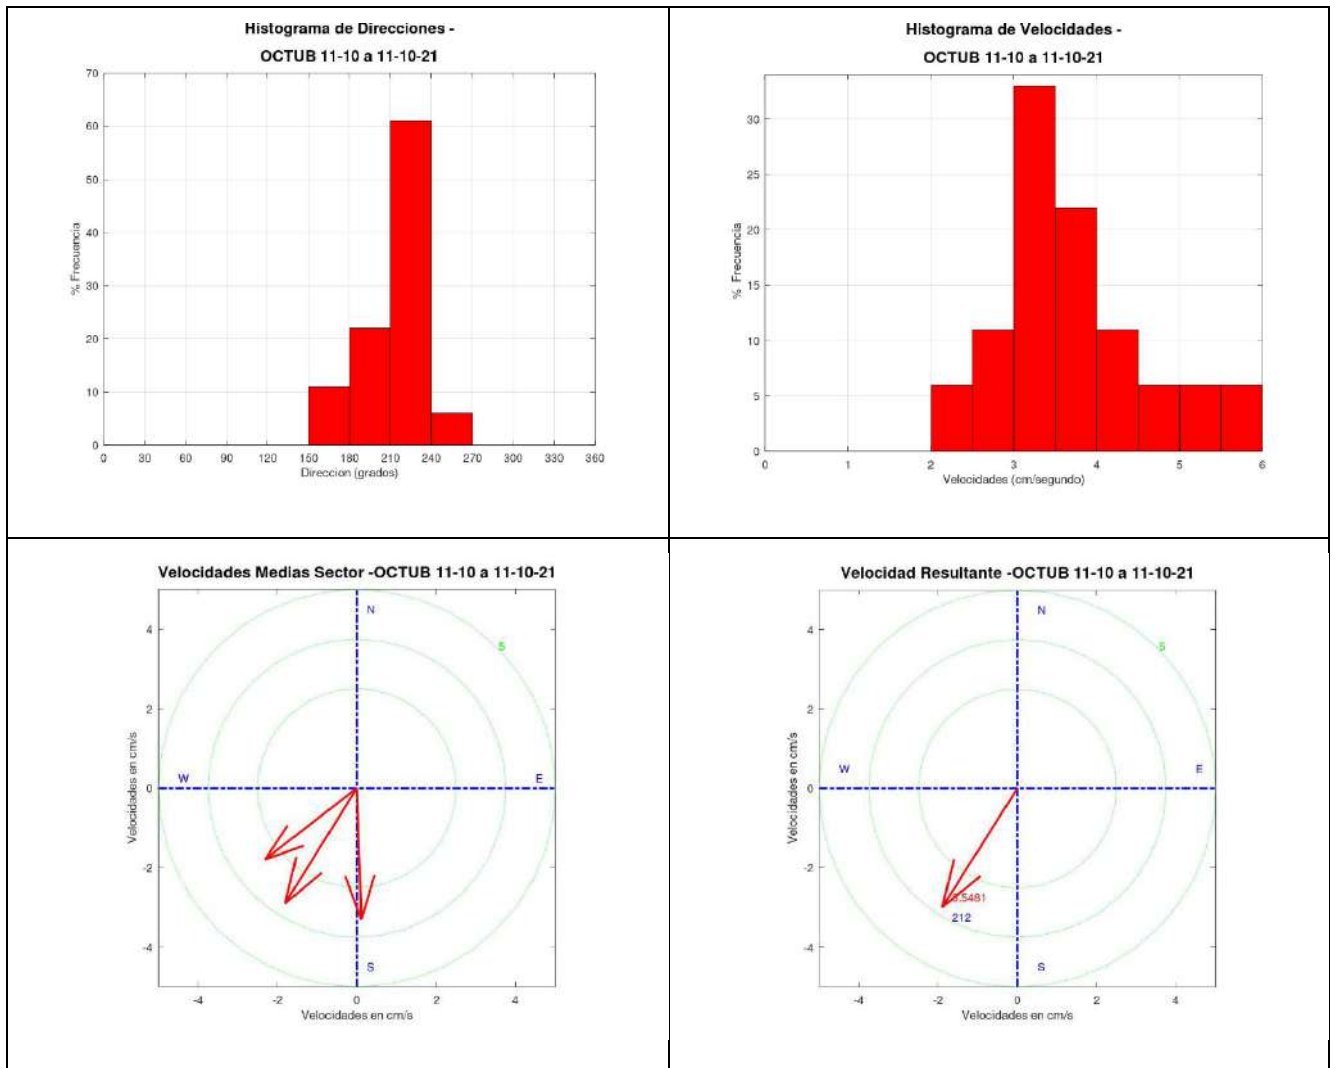 Histograma de Direcciones -
OCTUB 11-10 a 11-10-21
70
60
50
40
30
20
10
0
% Frecuencia
0 30 60 90 120 150 180 210 240 270 300 330 360
Direccion (grados)
Histograma de Velocidades -
OCTUB 11-10 a 11-10-21
30
25
20
15
10
5
0
% Frecuencia
0 1 2 3 4 5 6
Velocidades (cm/segundo)
Velocidades Medias Sector -OCTUB 11-10 a 11-10-21
N
5
4
2
W
E
0
-2
-4
S
Velocidades en cm/s
-4 -2 0 2 4
Velocidades en cm/s
Velocidad Resultante -OCTUB 11-10 a 11-10-21
N
5
4
2
W
E
0
-2
.5481
212
-4
S
Velocidades en cm/s
-4 -2 0 2 4
Velocidades en cm/s